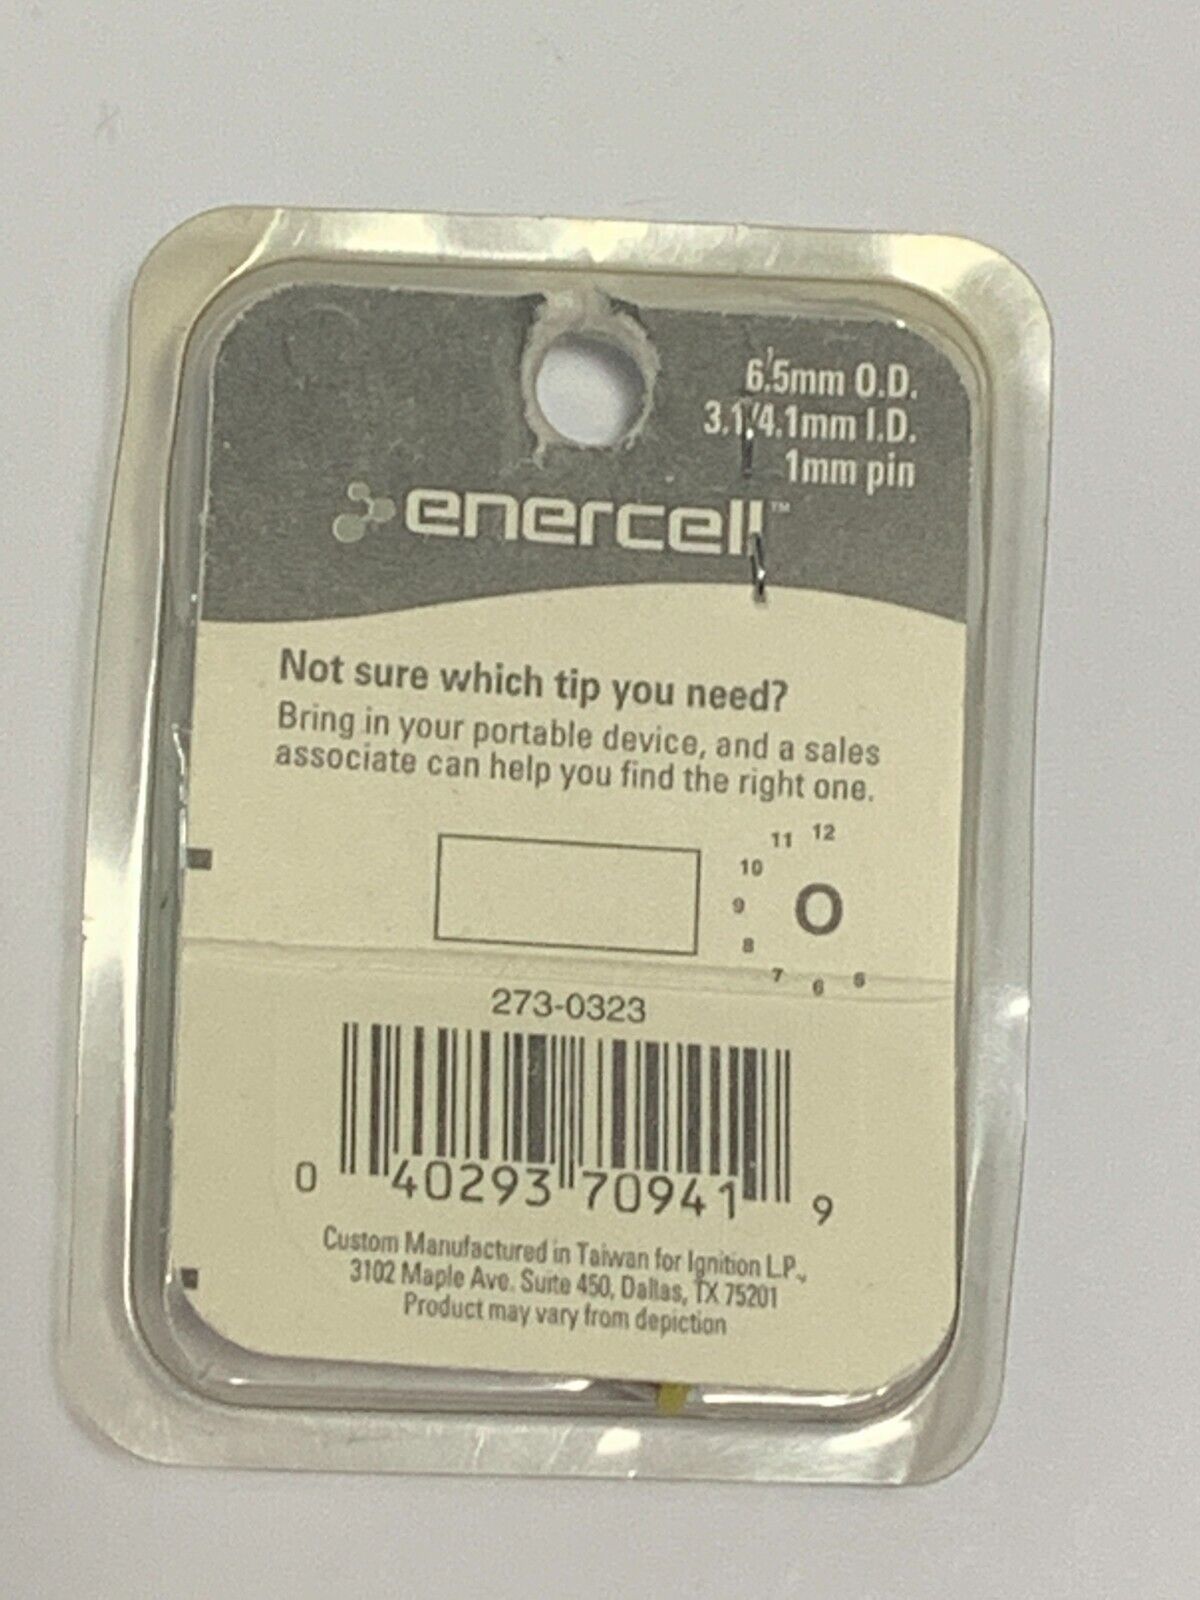 6.5mm O.D.
3.1/4.1mm I.D.
1mm pin
enercell™
Not sure which tip you need?
Bring in your portable device, and a sales
associate can help you find the right one.
11 12
10
9 O
8
7 6 6
273-0323
0 40293 70941 9
Custom Manufactured in Taiwan for Ignition L.P.,
3102 Maple Ave. Suite 450, Dallas, TX 75201
Product may vary from depiction